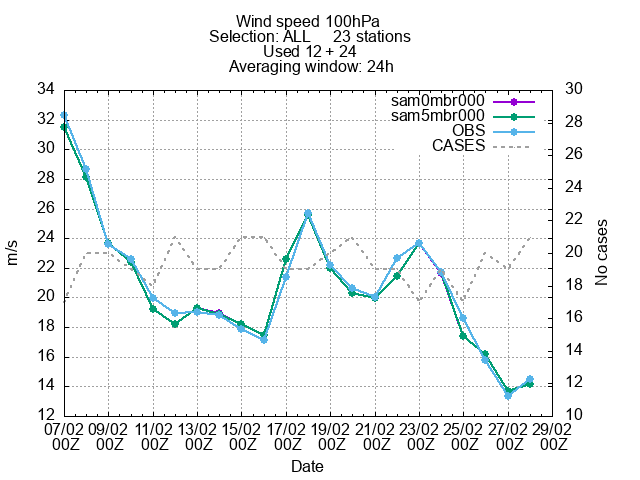 Wind speed 100hPa
Selection: ALL 23 stations
Used 12 + 24
Averaging window: 24h
34
32
30
28
26
24
22
20
18
16
14
12
m/s
30
28
26
24
22
20
18
16
14
12
10
No cases
sam0mbr000
sam5mbr000
OBS
CASES
07/02 09/02 11/02 13/02 15/02 17/02 19/02 21/02 23/02 25/02 27/02 29/02
00Z 00Z 00Z 00Z 00Z 00Z 00Z 00Z 00Z 00Z 00Z 00Z
Date